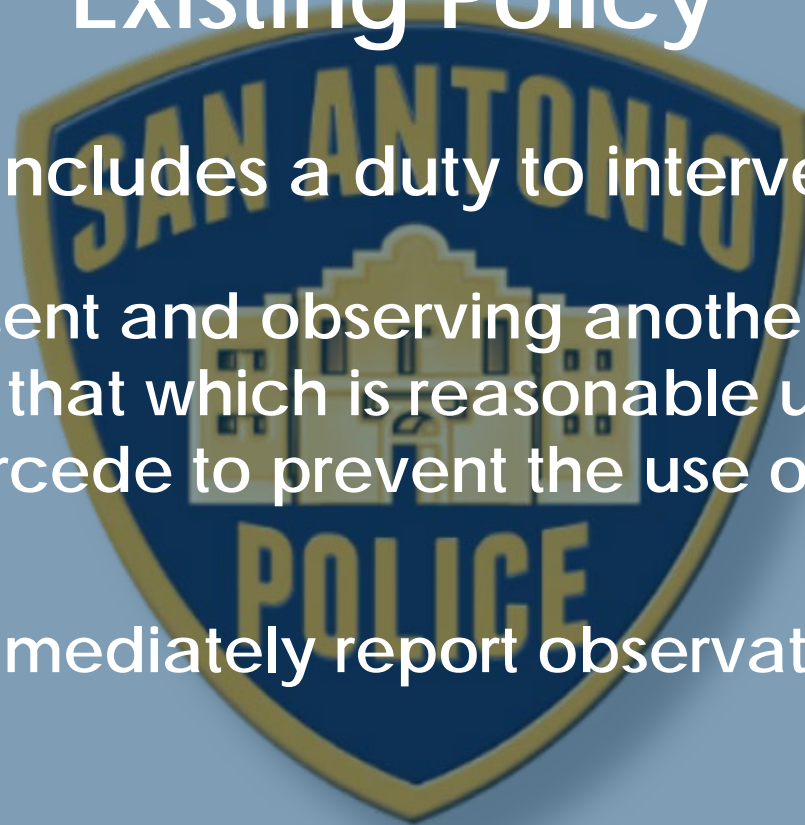 Existing Policy
SAN ANTONIO
ncludes a duty to interve
ent and observing anothe
that which is reasonable u
rcede to prevent the use o
POLICE
mediately report observat